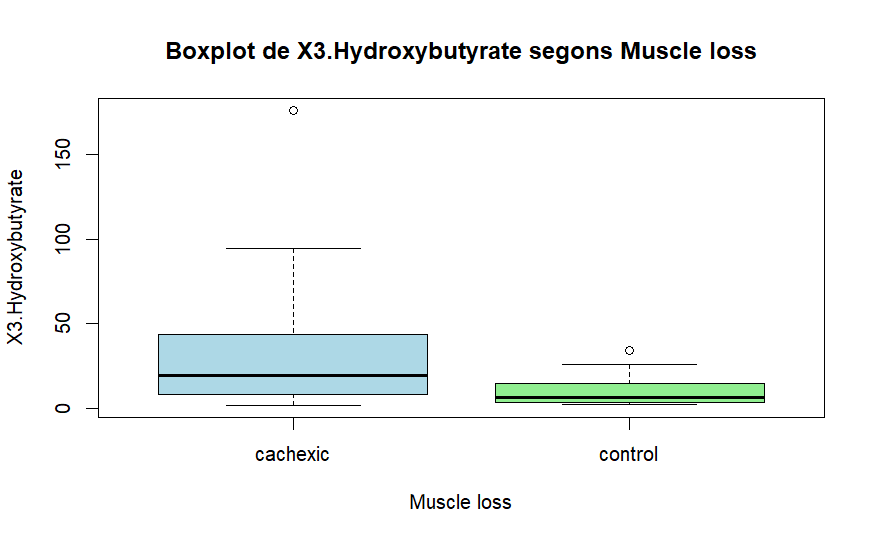 Boxplot de X3.Hydroxybutyrate segons Muscle loss
X3.Hydroxybutyrate
150
100
50
0
cachexic control
Muscle loss